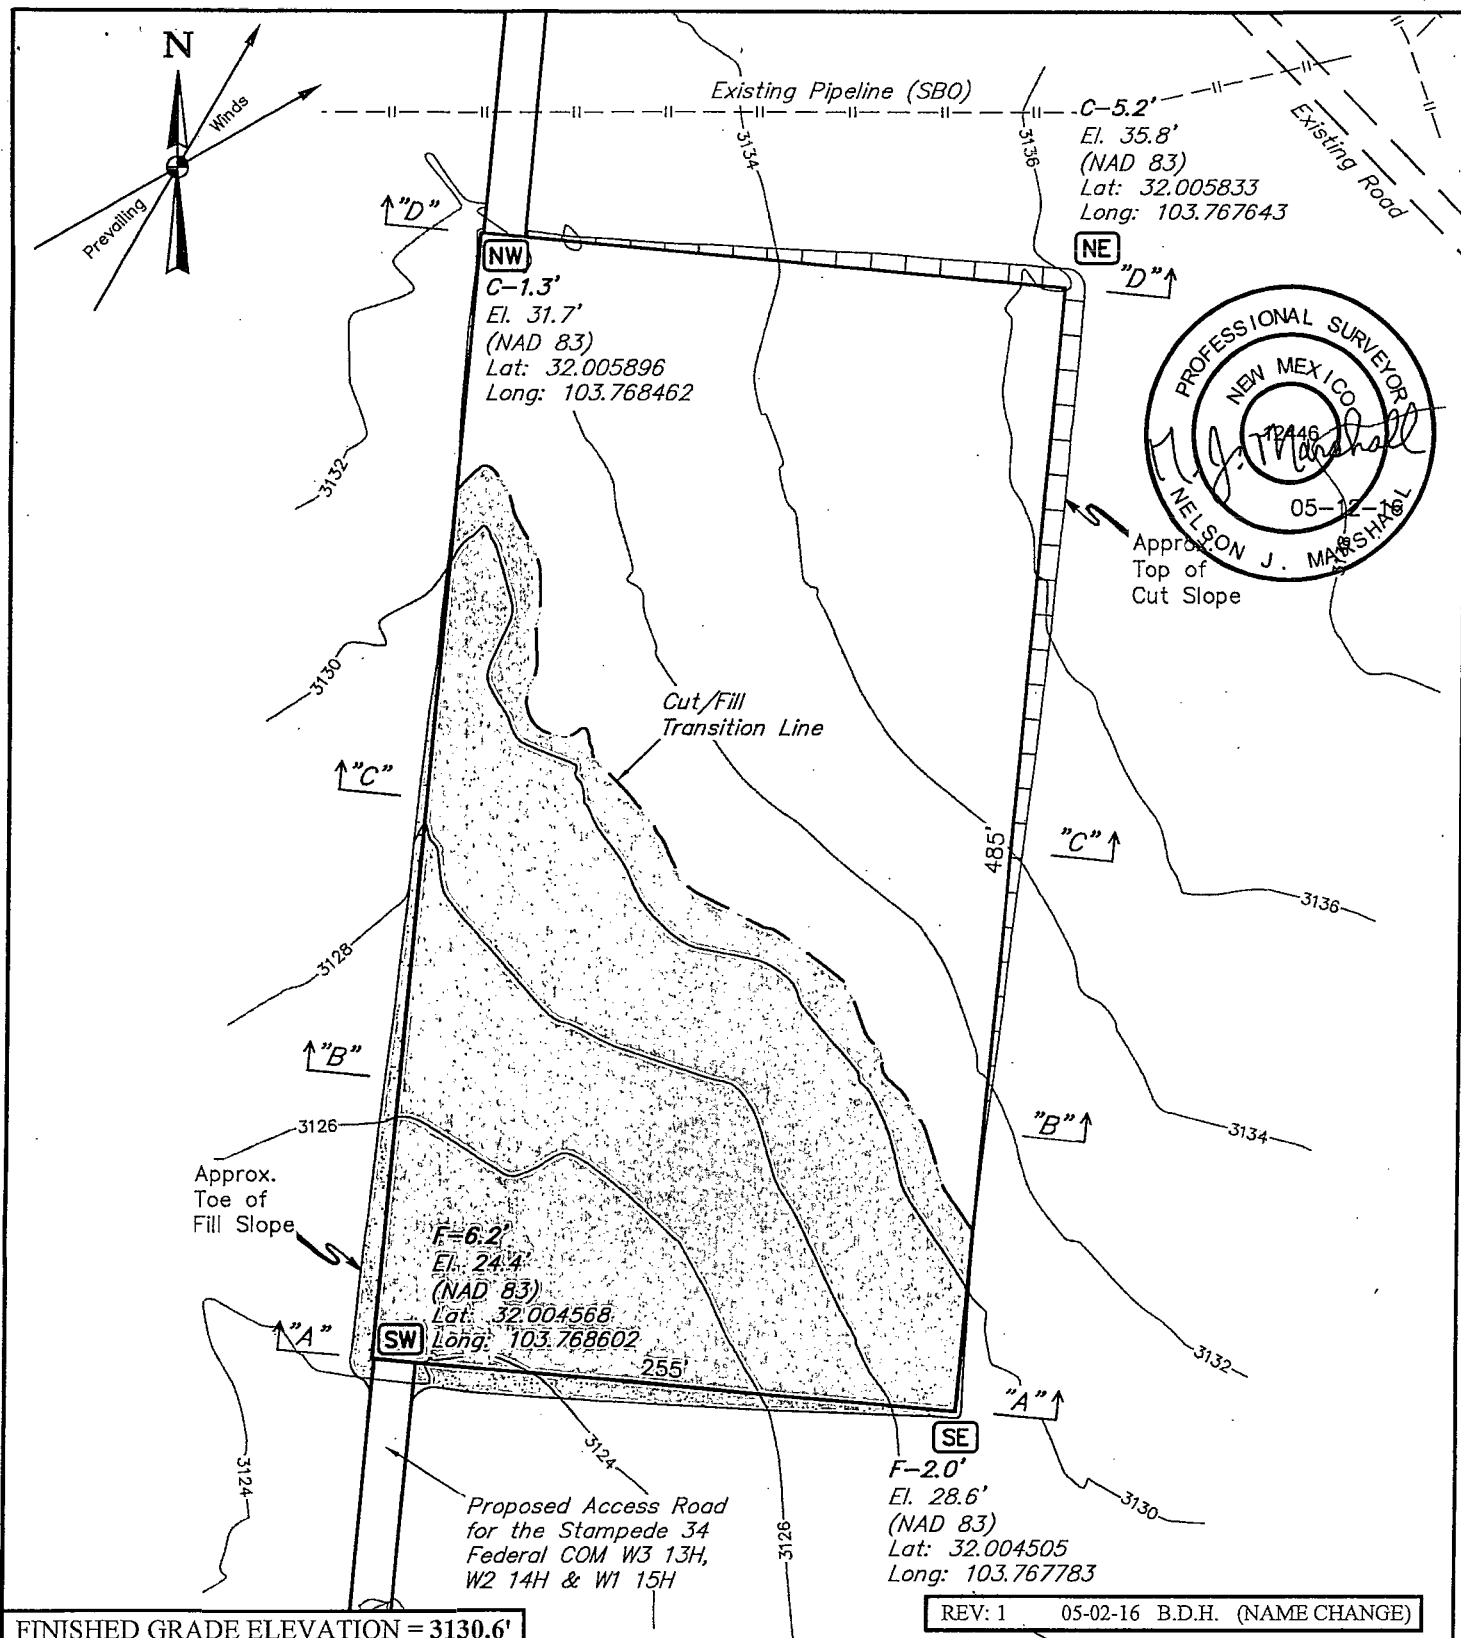 N
Winds
Prevailing
Existing Pipeline (SBO)
Existing Road
C-5.2'
El. 35.8'
(NAD 83)
Lat: 32.005833
Long: 103.767643
NE
3134
3136
"D"
"D"
NW
C-1.3'
El. 31.7'
(NAD 83)
Lat: 32.005896
Long: 103.768462
PROFESSIONAL SURVEYOR
NEW MEXICO
12446
T. J. Marshall
05-12-16
NELSON J. MARSHALL
3138
Approx.
Top of
Cut Slope
3132
3130
Cut/Fill
Transition Line
"C"
"C"
485'
3136
3128
"B"
"B"
3126
3134
Approx.
Toe of
Fill Slope
F-6.2'
El. 24.4'
(NAD 83)
Lat: 32.004568
Long: 103.768602
SW
"A"
255'
3132
"A"
SE
F-2.0'
El. 28.6'
(NAD 83)
Lat: 32.004505
Long: 103.767783
3124
3124
3126
3130
Proposed Access Road
for the Stampede 34
Federal COM W3 13H,
W2 14H & W1 15H
REV: 1 05-02-16 B.D.H. (NAME CHANGE)
FINISHED GRADE ELEVATION = 3130.6'